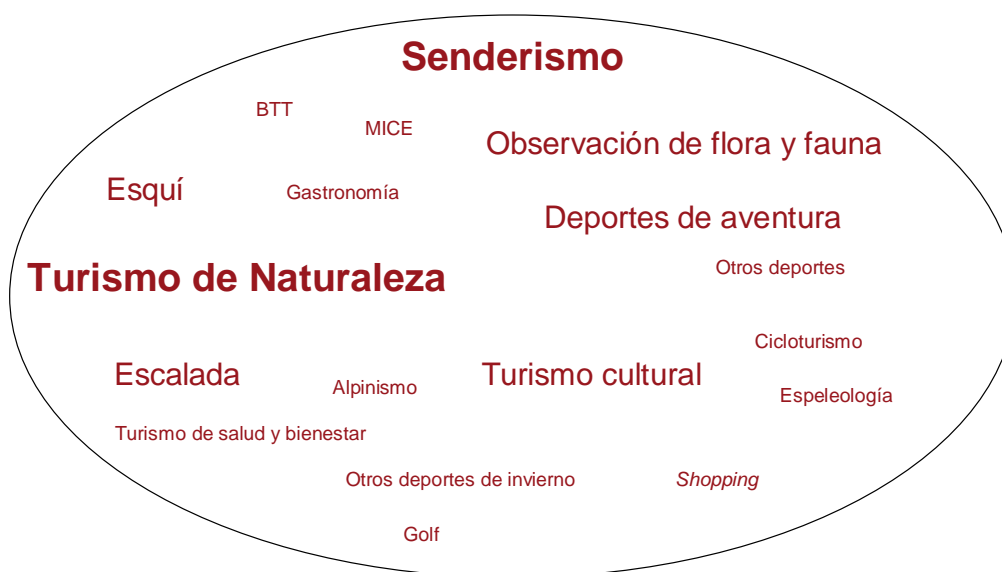 Senderismo
BTT
MICE
Observación de flora y fauna
Esquí
Gastronomía
Deportes de aventura
Turismo de Naturaleza
Otros deportes
Cicloturismo
Escalada
Alpinismo
Turismo cultural
Espeleología
Turismo de salud y bienestar
Otros deportes de invierno
Shopping
Golf